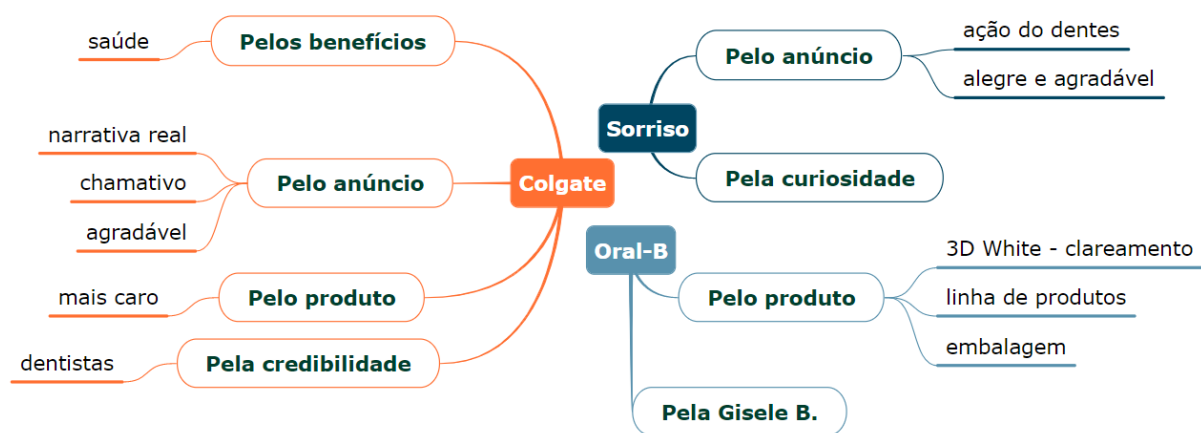 Colgate
Pelos benefícios
saúde
Pelo anúncio
narrativa real
chamativo
agradável
Pelo produto
mais caro
Pela credibilidade
dentistas
Sorriso
Pelo anúncio
ação do dentes
alegre e agradável
Pela curiosidade
Oral-B
Pelo produto
3D White - clareamento
linha de produtos
embalagem
Pela Gisele B.